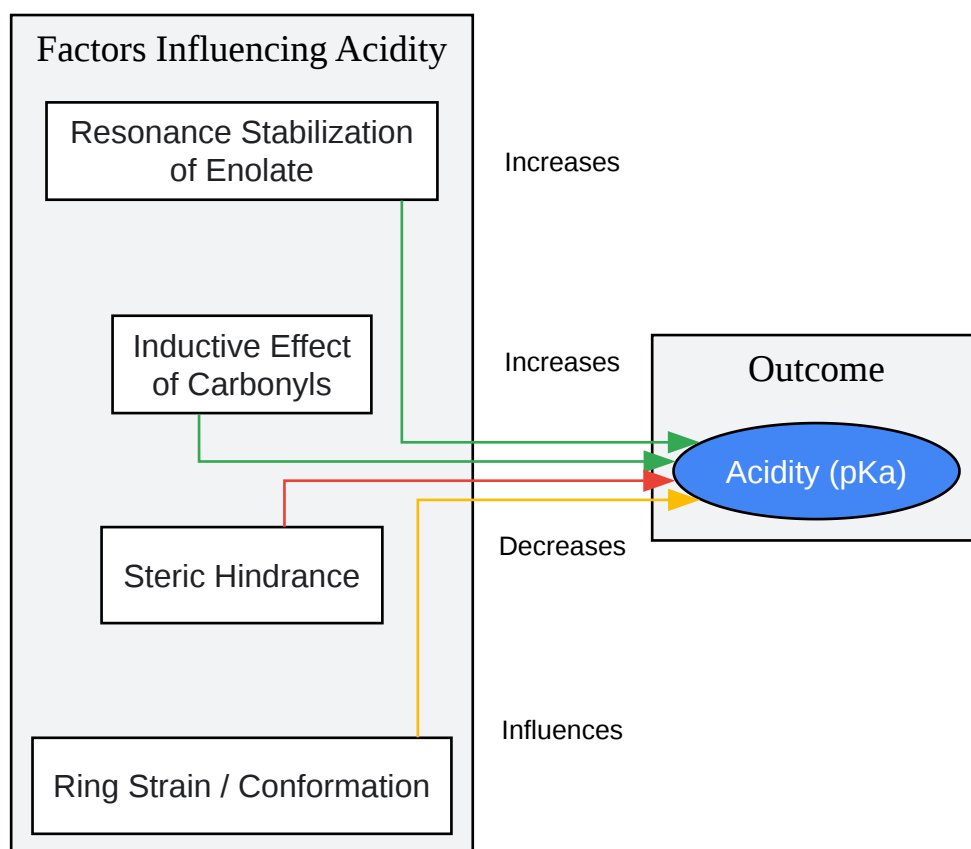 Factors Influencing Acidity
Resonance Stabilization
of Enolate
Increases
Inductive Effect
of Carbonyls
Increases
Outcome
Acidity (pKa)
Steric Hindrance
Decreases
Ring Strain / Conformation
Influences